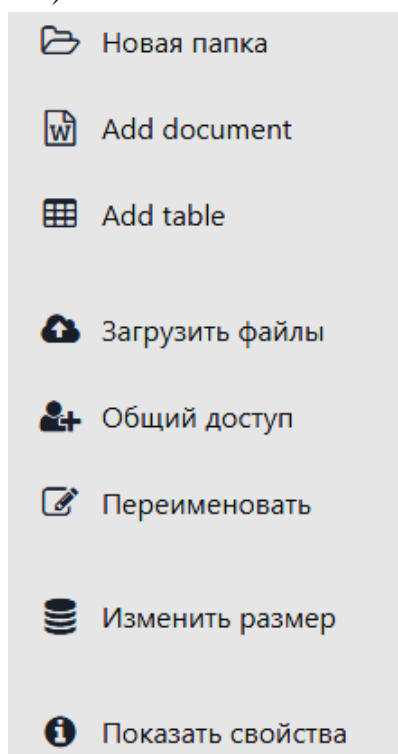 Новая папка
Add document
Add table
Загрузить файлы
Общий доступ
Переименовать
Изменить размер
Показать свойства